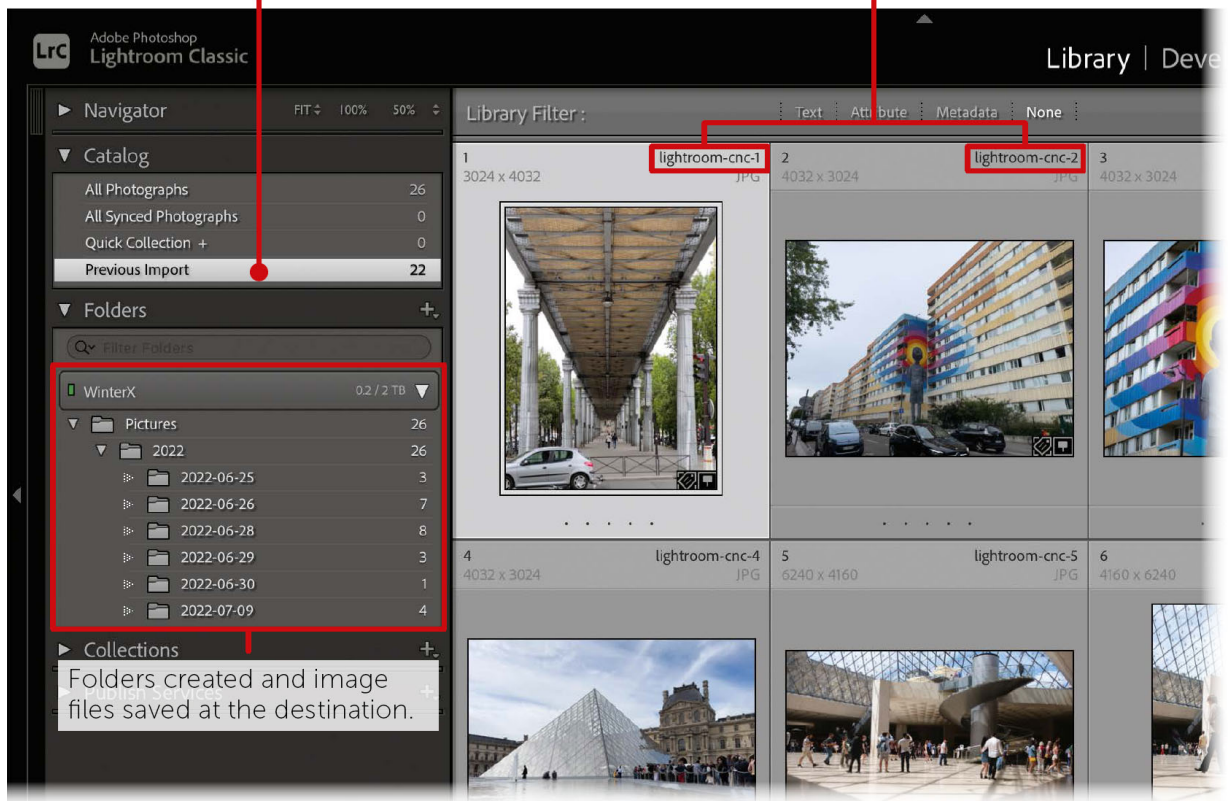 LrC
Adobe Photoshop
Lightroom Classic
Library | Deve
Navigator FIT 100% 50%
Library Filter : Text Attribute Metadata None
Catalog
All Photographs 26
All Synced Photographs 0
Quick Collection + 0
Previous Import 22
Folders +
Filter Folders
WinterX 0.2 / 2 TB
Pictures 26
2022 26
2022-06-25 3
2022-06-26 7
2022-06-28 8
2022-06-29 3
2022-06-30 1
2022-07-09 4
Collections +
Publish Services +
Folders created and image
files saved at the destination.
1 lightroom-cnc-1
3024 x 4032 JPG
2 lightroom-cnc-2
4032 x 3024 JPG
3
4032 x 3024
4 lightroom-cnc-4
4032 x 3024 JPG
5 lightroom-cnc-5
6240 x 4160 JPG
6
4160 x 6240